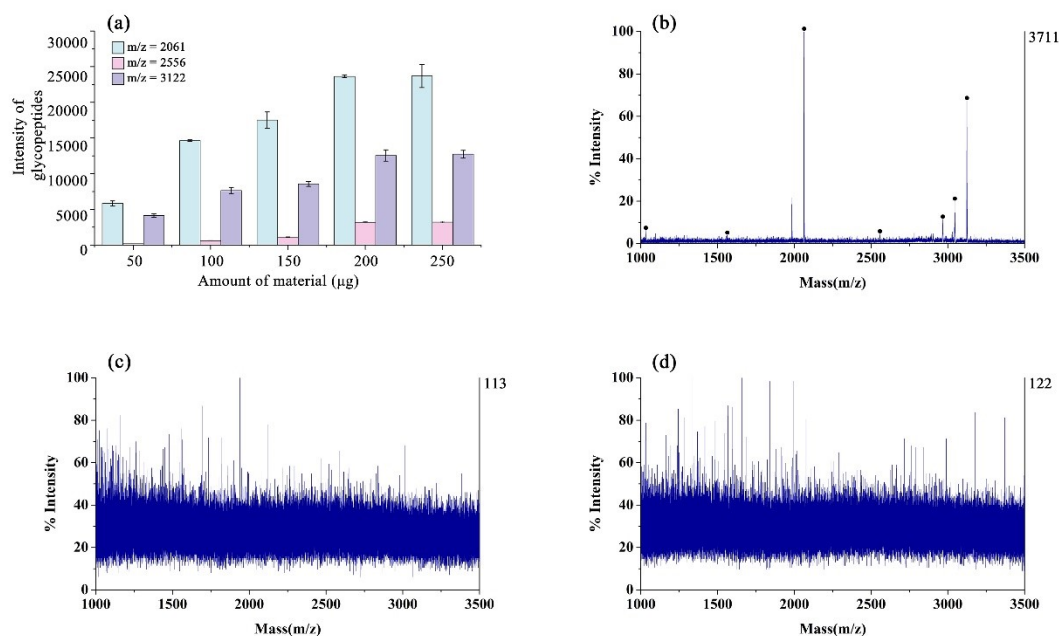 (a)
30000
25000
20000
15000
10000
5000
0
Intensity of
glycopeptides
m/z = 2061
m/z = 2556
m/z = 3122
50 100 150 200 250
Amount of material (µg)
(b)
3711
100
80
60
40
20
0
% Intensity
1000 1500 2000 2500 3000 3500
Mass(m/z)
(c)
113
100
80
60
40
20
0
% Intensity
1000 1500 2000 2500 3000 3500
Mass(m/z)
(d)
122
100
80
60
40
20
0
% Intensity
1000 1500 2000 2500 3000 3500
Mass(m/z)